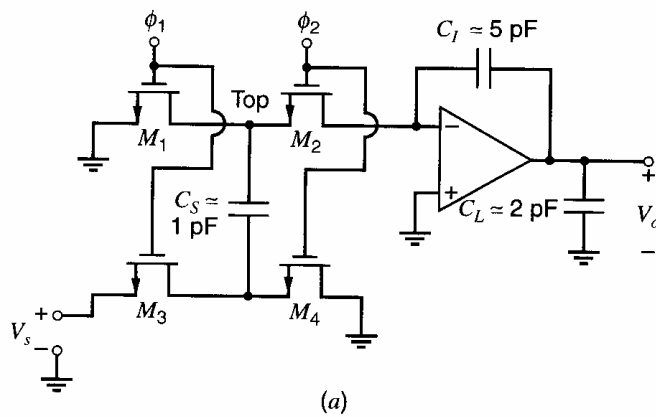 ϕ1 ϕ2
C_I ≃ 5 pF
Top
M1
M2
−
+
C_S ≃
1 pF
C_L ≃ 2 pF
+
V_o
−
M3
M4
+
V_s
−
(a)